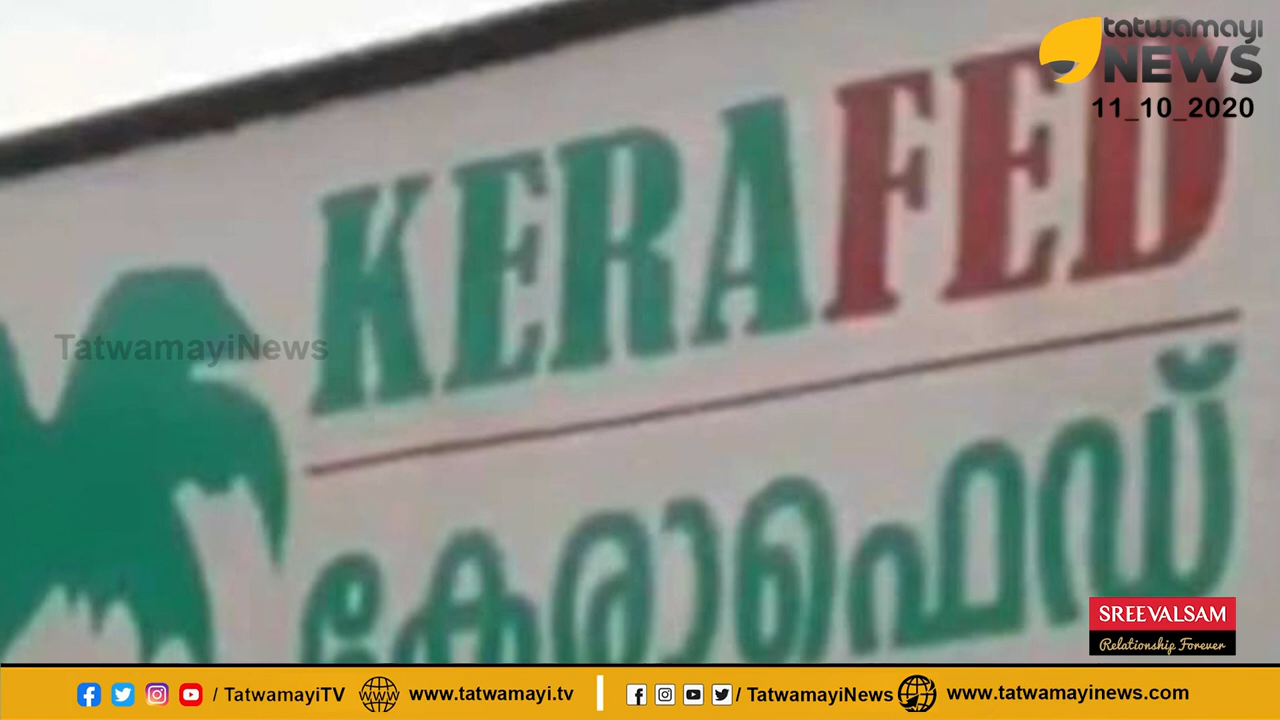 tatwamayi
NEWS
11_10_2020
KERAFED
TatwamayiNews
കേരാഫെഡ്
SREEVALSAM
Relationship Forever
/ TatwamayiTV www.tatwamayi.tv / TatwamayiNews www.tatwamayinews.com